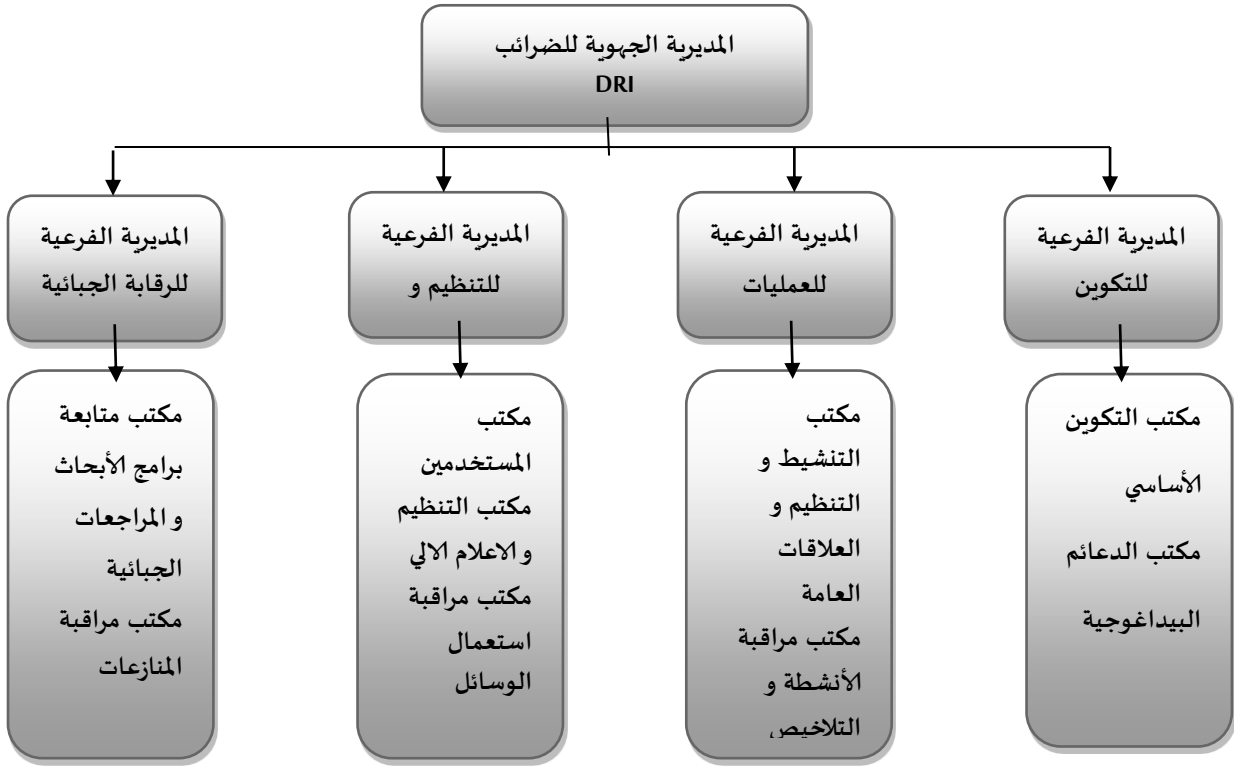 المديرية الجهوية للضرائب
DRI
المديرية الفرعية
للتكوين
المديرية الفرعية
للعمليات
المديرية الفرعية
للتنظيم و
المديرية الفرعية
للرقابة الجبائية
مكتب التكوين
الأساسي
مكتب الدعائم
البيداغوجية
مكتب
التنشيط و
التنظيم و
العلاقات
العامة
مكتب مراقبة
الأنشطة و
التلاخيص
مكتب
المستخدمين
مكتب التنظيم
و الاعلام الالي
مكتب مراقبة
استعمال
الوسائل
مكتب متابعة
برامج الأبحاث
و المراجعات
الجبائية
مكتب مراقبة
المنازعات